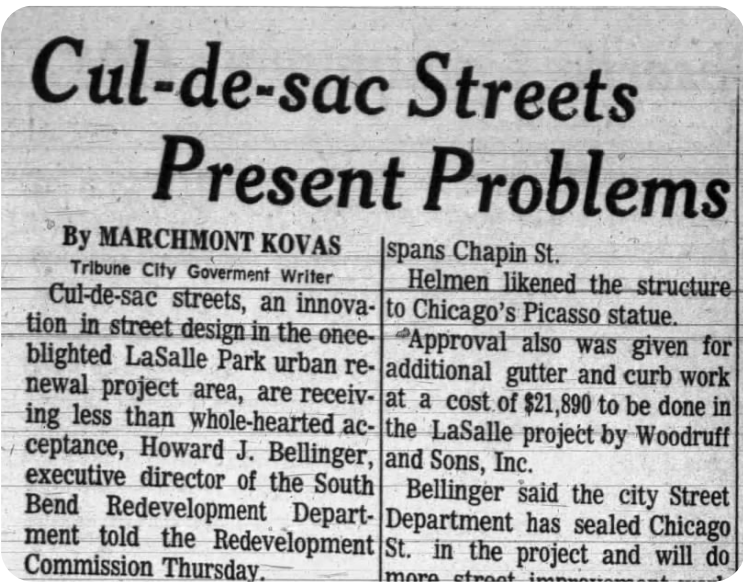 Cul-de-sac Streets
Present Problems
By MARCHMONT KOVAS
Tribune City Goverment Writer
Cul-de-sac streets, an innova-
tion in street design in the once-
blighted LaSalle Park urban re-
newal project area, are receiv-
ing less than whole-hearted ac-
ceptance, Howard J. Bellinger,
executive director of the South
Bend Redevelopment Depart-
ment told the Redevelopment
Commission Thursday.
spans Chapin St.
Helmen likened the structure
to Chicago's Picasso statue.
Approval also was given for
additional gutter and curb work
at a cost of $21,890 to be done in
the LaSalle project by Woodruff
and Sons, Inc.
Bellinger said the city Street
Department has sealed Chicago
St. in the project and will do
more street improvement